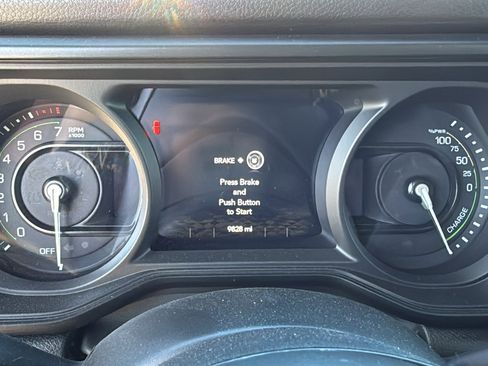 7
6
5
4
3
2
1
0
RPM
x1000
OFF
BRAKE +
Press Brake
and
Push Button
to Start
9828 mi
%PWR
100
75
50
25
0
CHARGE